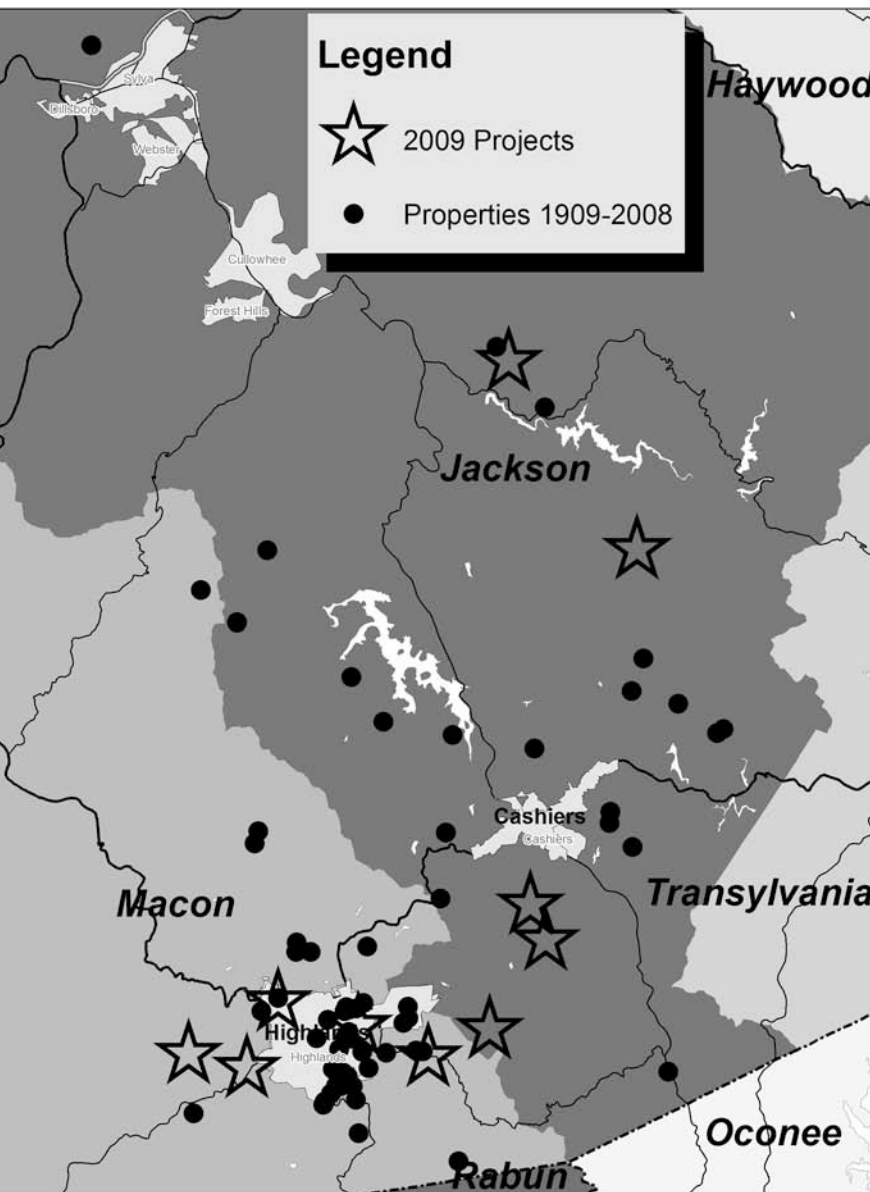 Legend
2009 Projects
Properties 1909-2008
Haywood
Sylva
Dillsboro
Webster
Cullowhee
Forest Hills
Jackson
Cashiers
Cashiers
Macon
Transylvania
Highlands
Highlands
Oconee
Rabun